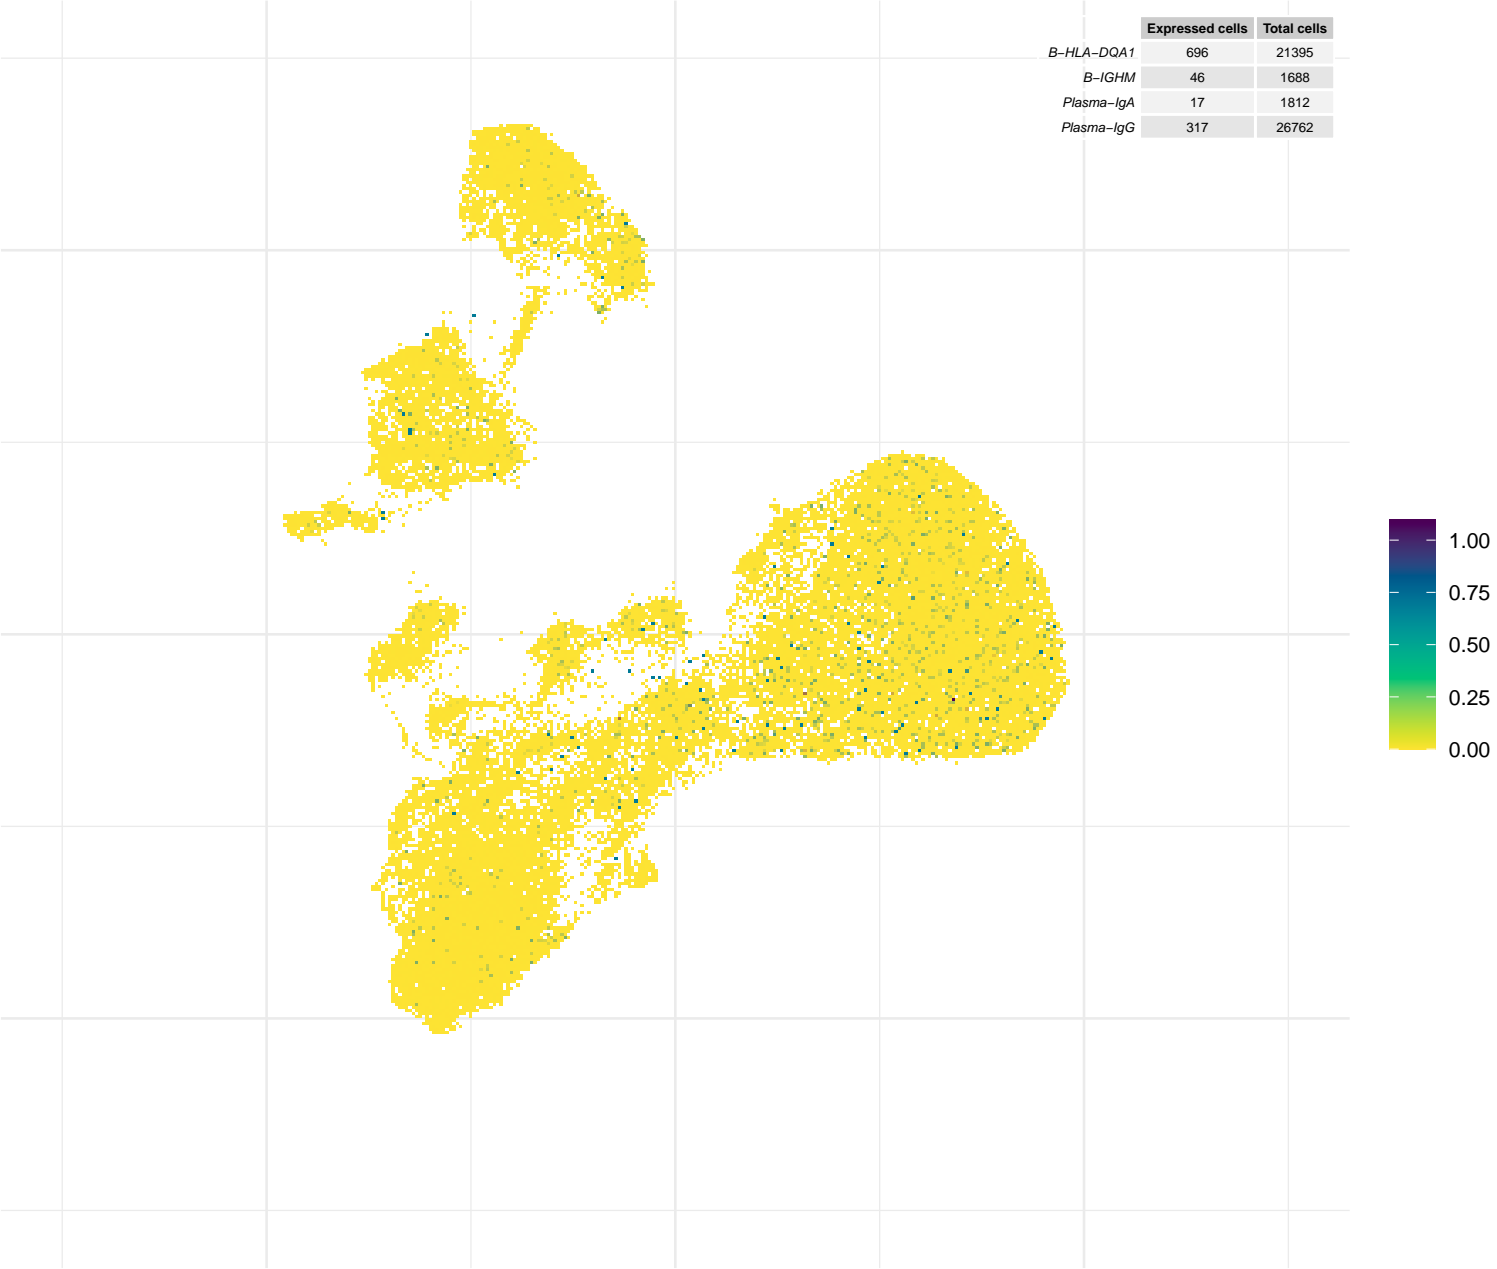 Expressed cells Total cells
B−HLA−DQA1 696 21395
B−IGHM 46 1688
Plasma−IgA 17 1812
Plasma−IgG 317 26762
1.00
0.75
0.50
0.25
0.00